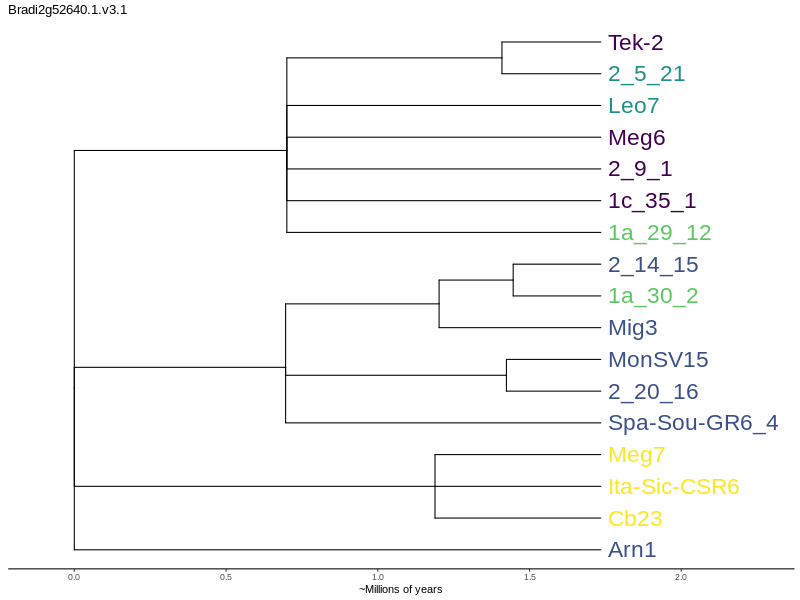 Bradi2g52640.1.v3.1
Tek-2
2_5_21
Leo7
Meg6
2_9_1
1c_35_1
1a_29_12
2_14_15
1a_30_2
Mig3
MonSV15
2_20_16
Spa-Sou-GR6_4
Meg7
Ita-Sic-CSR6
Cb23
Arn1
0.0 0.5 1.0 1.5 2.0
~Millions of years